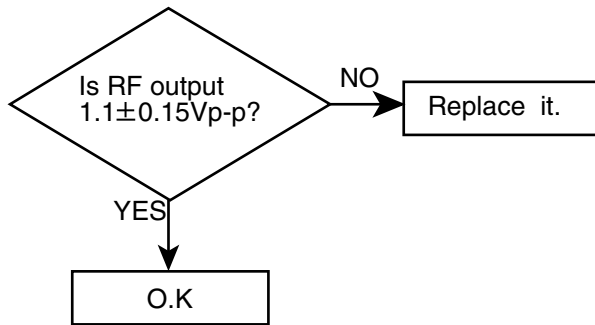 Is RF output
1.1±0.15Vp-p?
NO
Replace it.
YES
O.K